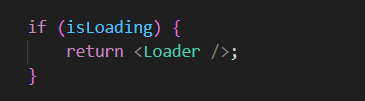 if (isLoading) {
    return <Loader />;
}